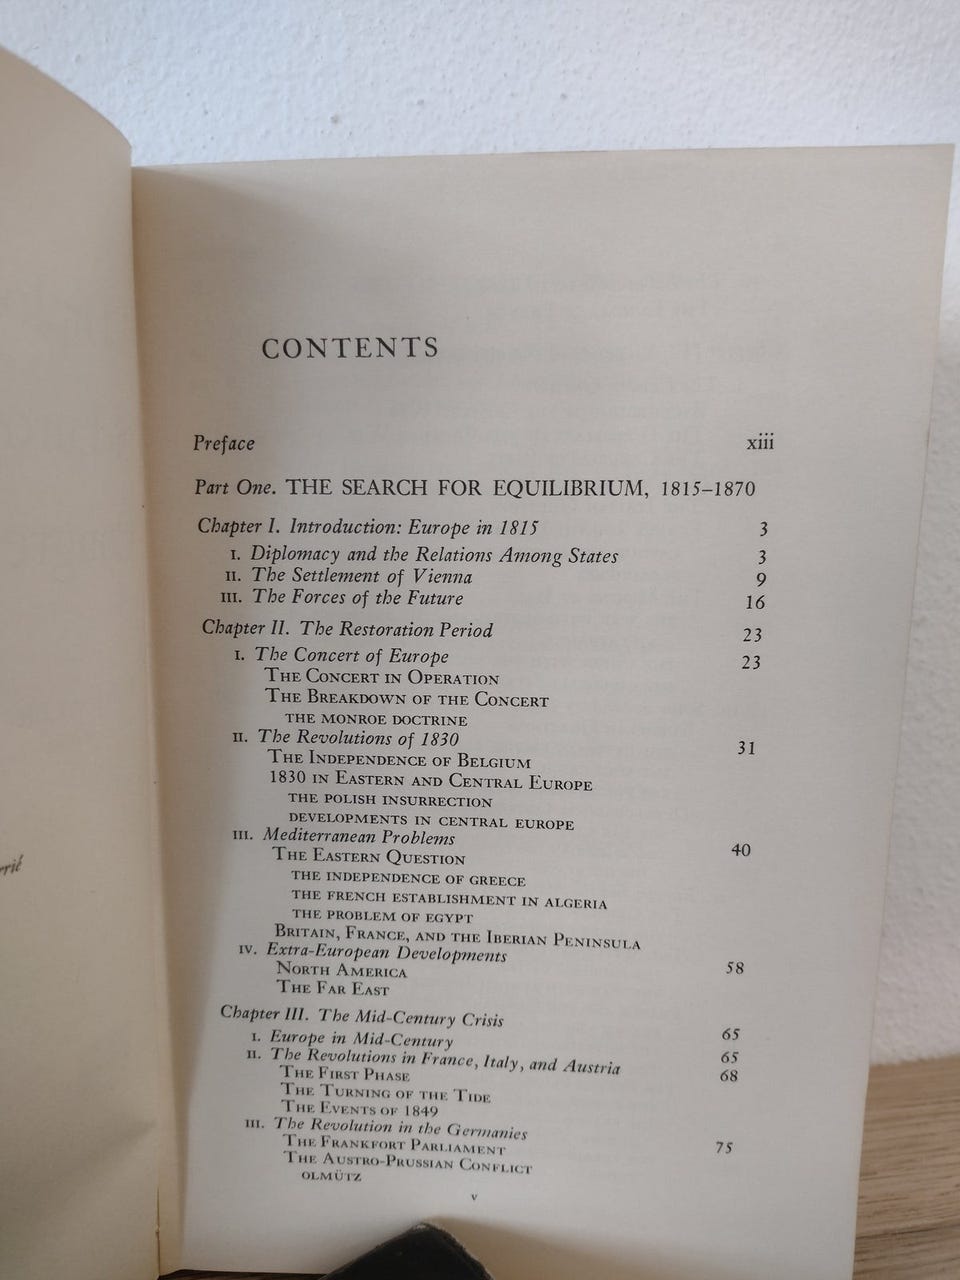 CONTENTS
Preface xiii
Part One. THE SEARCH FOR EQUILIBRIUM, 1815–1870
Chapter I. Introduction: Europe in 1815 3
I. Diplomacy and the Relations Among States 3
II. The Settlement of Vienna 9
III. The Forces of the Future 16
Chapter II. The Restoration Period 23
I. The Concert of Europe 23
THE CONCERT IN OPERATION
THE BREAKDOWN OF THE CONCERT
THE MONROE DOCTRINE
II. The Revolutions of 1830 31
THE INDEPENDENCE OF BELGIUM
1830 IN EASTERN AND CENTRAL EUROPE
THE POLISH INSURRECTION
DEVELOPMENTS IN CENTRAL EUROPE
III. Mediterranean Problems 40
THE EASTERN QUESTION
THE INDEPENDENCE OF GREECE
THE FRENCH ESTABLISHMENT IN ALGERIA
THE PROBLEM OF EGYPT
BRITAIN, FRANCE, AND THE IBERIAN PENINSULA
IV. Extra-European Developments 58
NORTH AMERICA
THE FAR EAST
Chapter III. The Mid-Century Crisis 65
I. Europe in Mid-Century 65
II. The Revolutions in France, Italy, and Austria 68
THE FIRST PHASE
THE TURNING OF THE TIDE
THE EVENTS OF 1849
III. The Revolution in the Germanies 75
THE FRANKFORT PARLIAMENT
THE AUSTRO-PRUSSIAN CONFLICT
OLMÜTZ
v